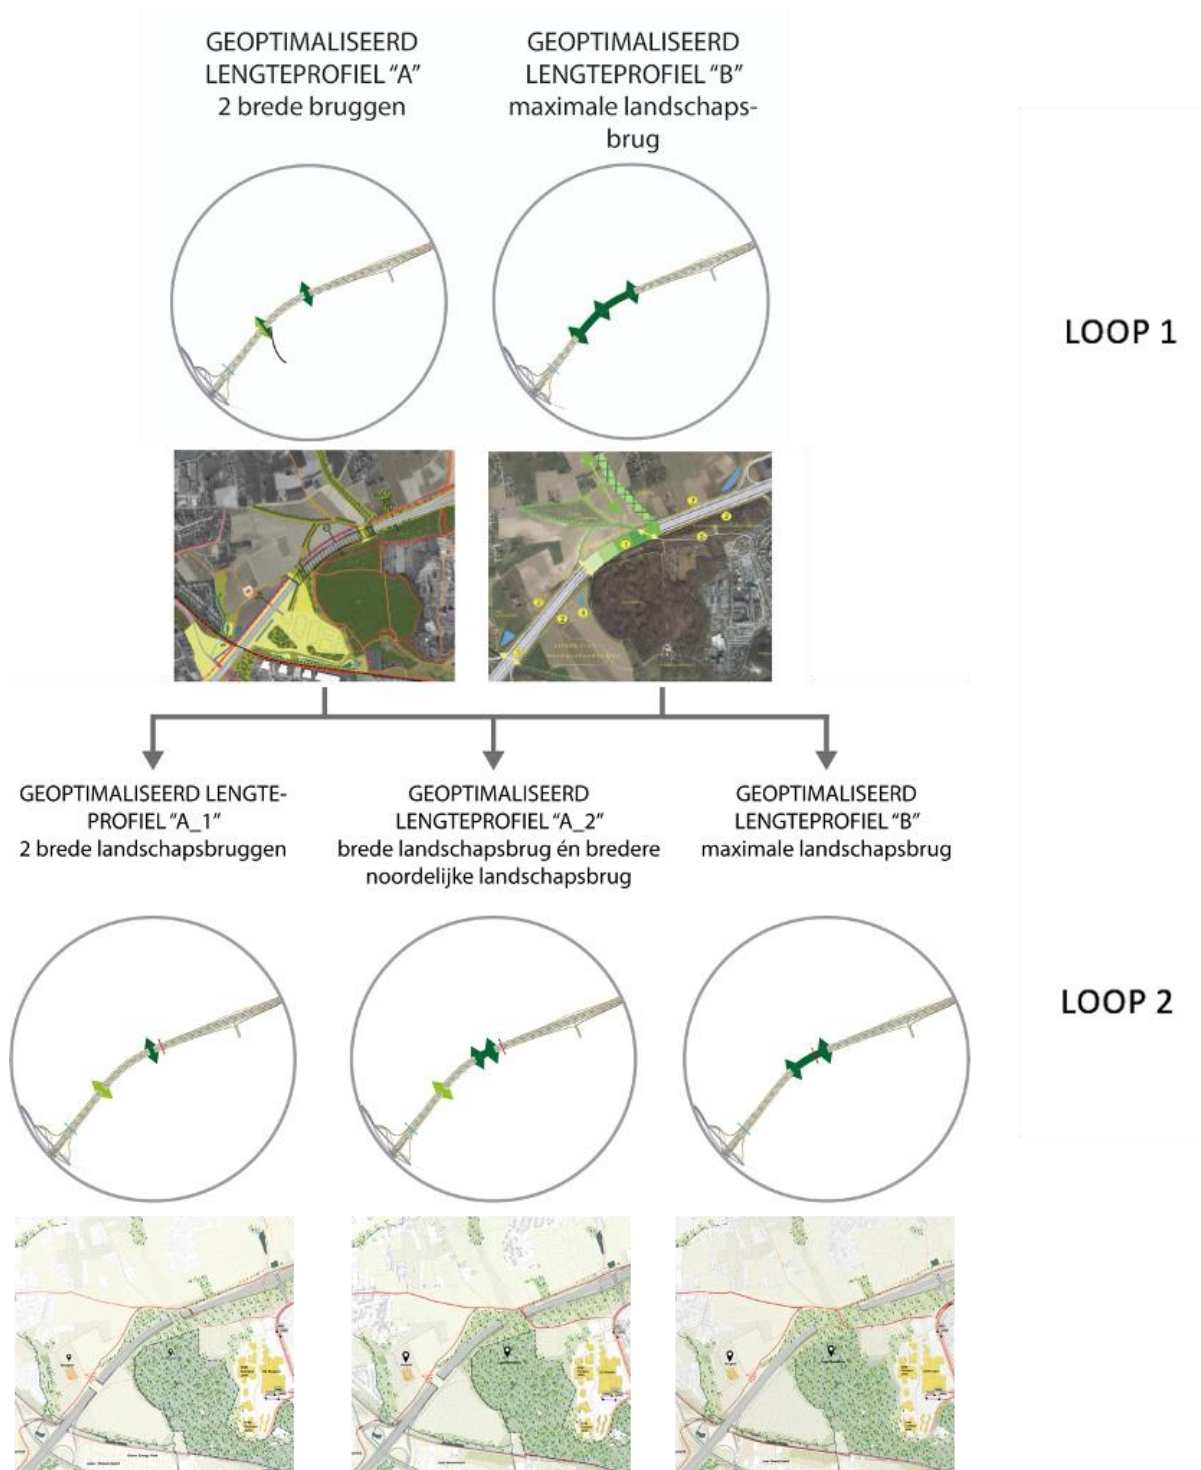 GEOPTIMALISEERD
LENGTEPROFIEL "A"
2 brede bruggen
GEOPTIMALISEERD
LENGTEPROFIEL "B"
maximale landschaps-
brug
LOOP 1
GEOPTIMALISEERD LENGTE-
PROFIEL "A_1"
2 brede landschapsbruggen
GEOPTIMALISEERD
LENGTEPROFIEL "A_2"
brede landschapsbrug én bredere
noordelijke landschapsbrug
GEOPTIMALISEERD
LENGTEPROFIEL "B"
maximale landschapsbrug
LOOP 2